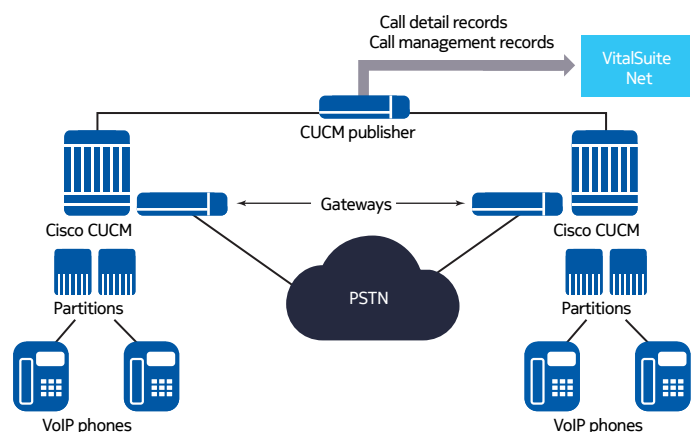 Call detail records
Call management records
VitalSuite
Net
CUCM publisher
Gateways
Cisco CUCM
Cisco CUCM
PSTN
Partitions
Partitions
VoIP phones
VoIP phones